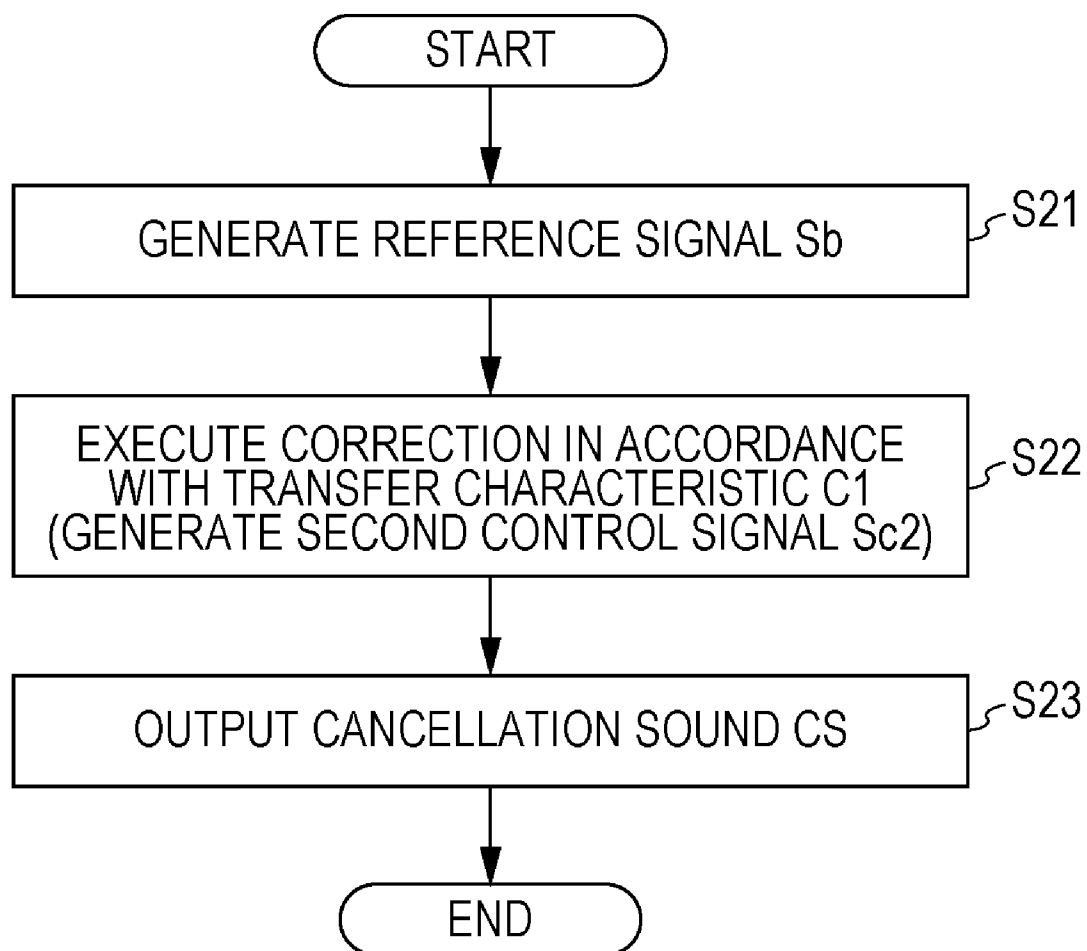 START
GENERATE REFERENCE SIGNAL Sb
S21
EXECUTE CORRECTION IN ACCORDANCE
WITH TRANSFER CHARACTERISTIC C1
(GENERATE SECOND CONTROL SIGNAL Sc2)
S22
OUTPUT CANCELLATION SOUND CS
S23
END